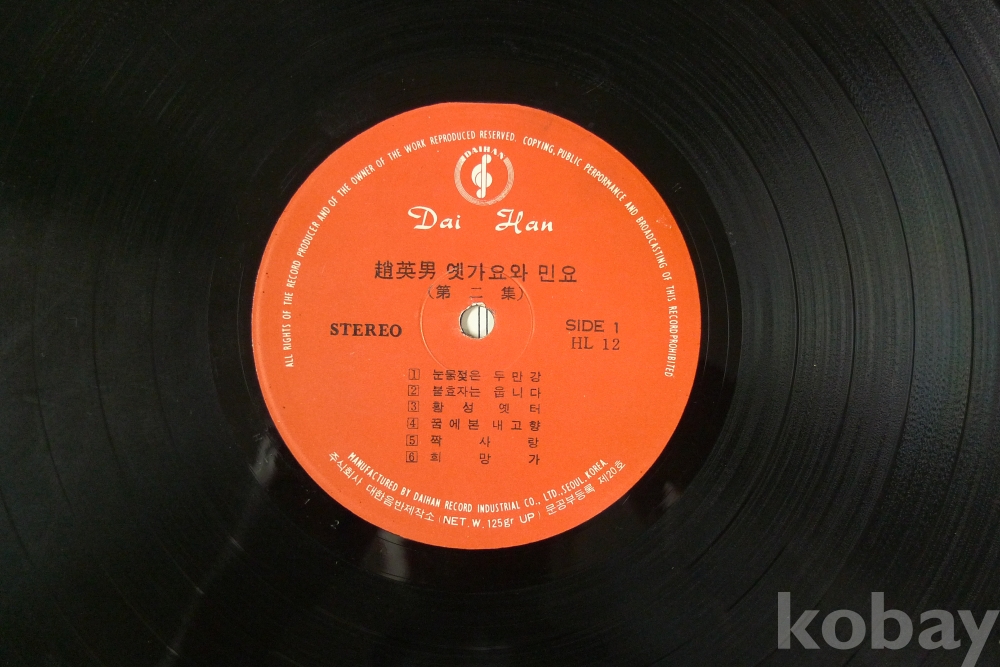 ALL RIGHTS OF THE RECORD PRODUCER AND OF THE OWNER OF THE WORK REPRODUCED RESERVED. COPYING, PUBLIC PERPORMANCE AND BROADCASTING OF THIS RECORD PROHIBITED
DAIHAN
Dai Han
趙英男 옛가요와 민요
(第二集)
STEREO
SIDE 1
HL 12
1 눈물젖은 두만강
2 불효자는 웁니다
3 황성옛터
4 꿈에본 내고향
5 짝사랑
6 희망가
MANUFACTURED BY DAIHAN RECORD INDUSTRIAL CO., LTD., SEOUL, KOREA.
주식회사 대한음반제작소 (NET. W. 125gr UP) 문공부등록 제20호
kobay